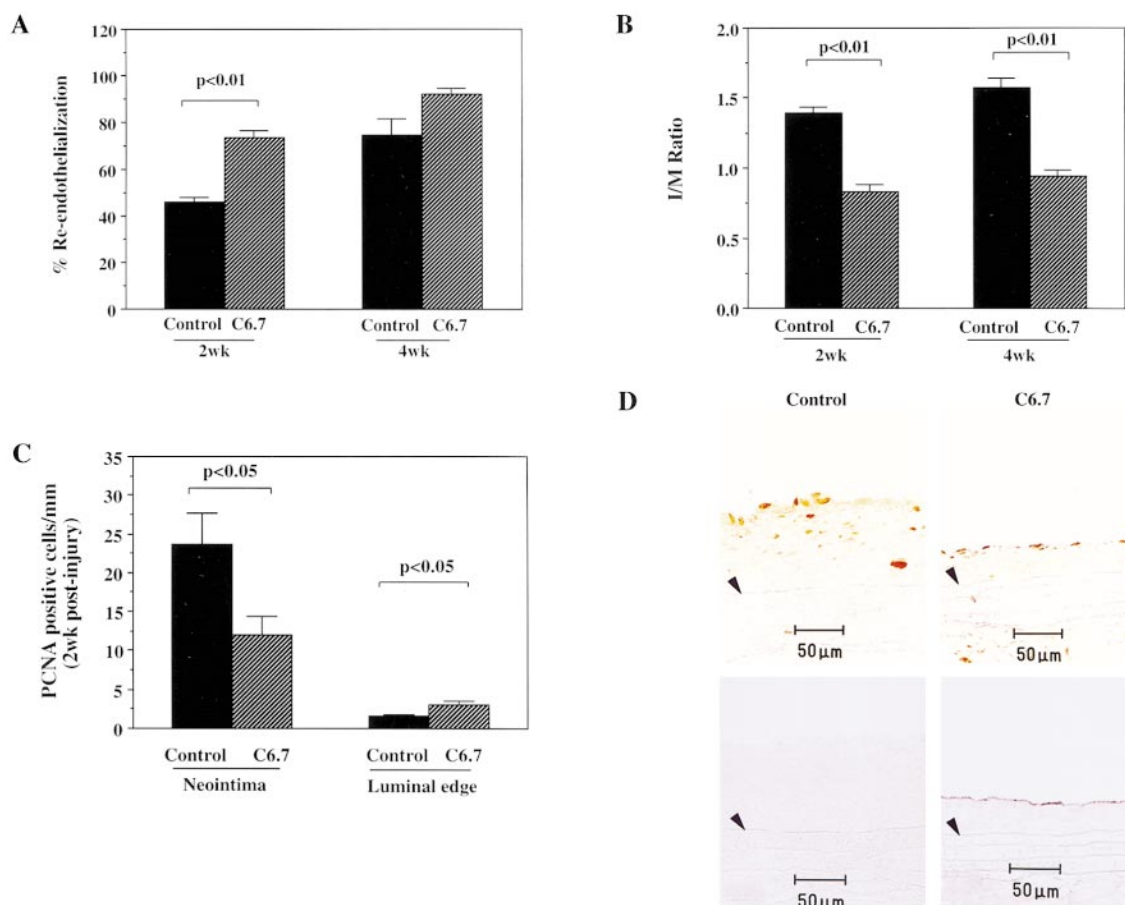 A
% Re-endothelialization
120
100
80
60
40
20
0
p<0.01
Control C6.7 Control C6.7
2wk 4wk
B
I/M Ratio
2.0
1.5
1.0
0.5
0.0
p<0.01 p<0.01
Control C6.7 Control C6.7
2wk 4wk
C
PCNA positive cells/mm
(2wk post-injury)
35
30
25
20
15
10
5
0
p<0.05
p<0.05
Control C6.7 Control C6.7
Neointima Luminal edge
D
Control C6.7
50μm 50μm
50μm 50μm